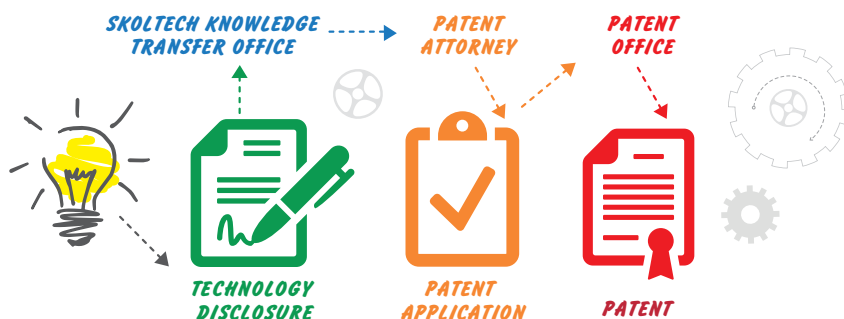 SKOLTECH KNOWLEDGE
TRANSFER OFFICE
PATENT
ATTORNEY
PATENT
OFFICE
TECHNOLOGY
DISCLOSURE
PATENT
APPLICATION
PATENT